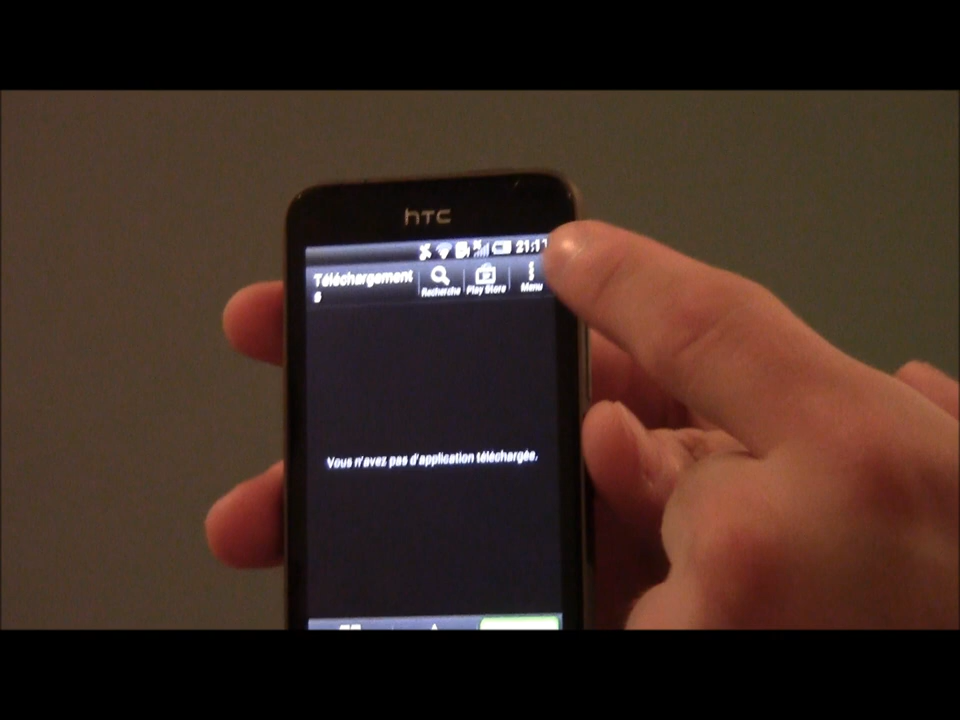 hTC
21:11
Téléchargement
s
Recherche
Play Store
Menu
Vous n'avez pas d'application téléchargée.